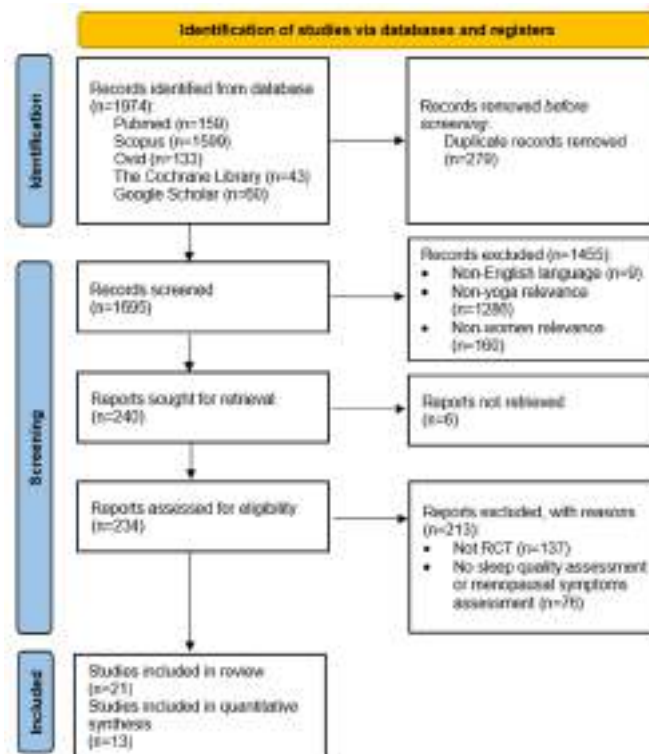 Identification of studies via databases and registers
Identification
Records identified from database
(n=1974):
Pubmed (n=159)
Scopus (n=1599)
Ovid (n=133)
The Cochrane Library (n=43)
Google Scholar (n=60)
Records removed before
screening:
Duplicate records removed
(n=279)
Screening
Records screened
(n=1695)
Records excluded (n=1455):
• Non-English language (n=9)
• Non-yoga relevance
(n=1286)
• Non-women relevance
(n=160)
Reports sought for retrieval
(n=240)
Reports not retrieved
(n=6)
Reports assessed for eligibility
(n=234)
Reports excluded, with reasons
(n=213):
• Not RCT (n=137)
• No sleep quality assessment
or menopausal symptoms
assessment (n=76)
Included
Studies included in review
(n=21)
Studies included in quantitative
synthesis
(n=13)